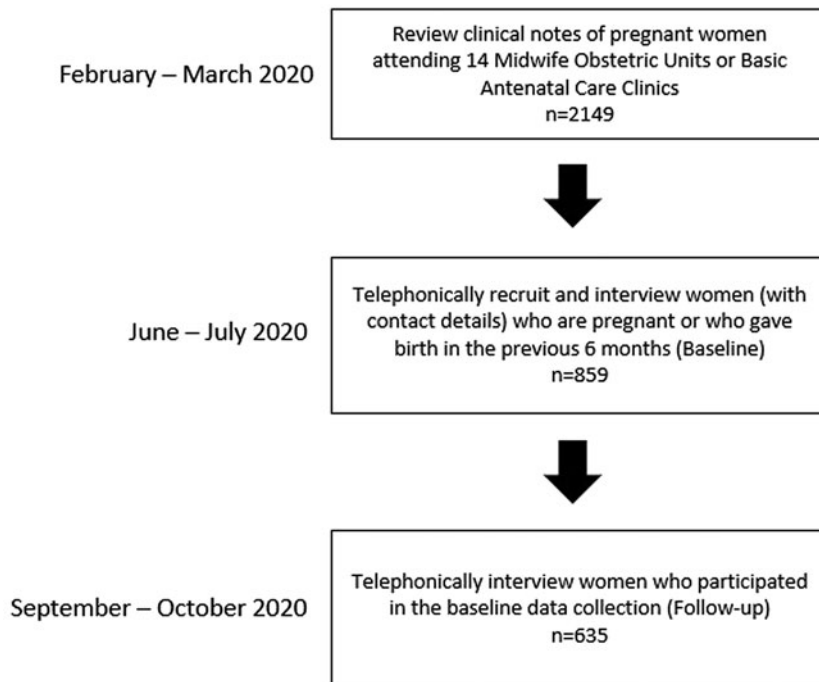 February – March 2020
Review clinical notes of pregnant women
attending 14 Midwife Obstetric Units or Basic
Antenatal Care Clinics
n=2149
June – July 2020
Telephonically recruit and interview women (with
contact details) who are pregnant or who gave
birth in the previous 6 months (Baseline)
n=859
September – October 2020
Telephonically interview women who participated
in the baseline data collection (Follow-up)
n=635